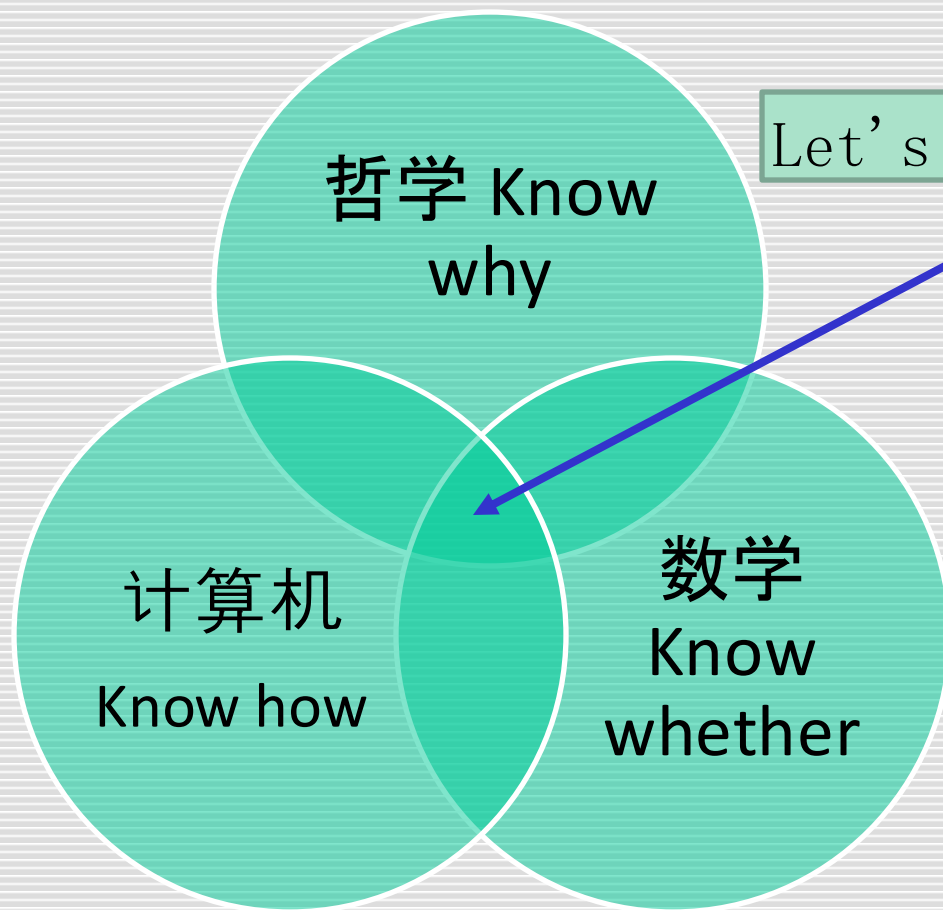 哲学 Know
why
Let's
计算机
Know how
数学
Know
whether